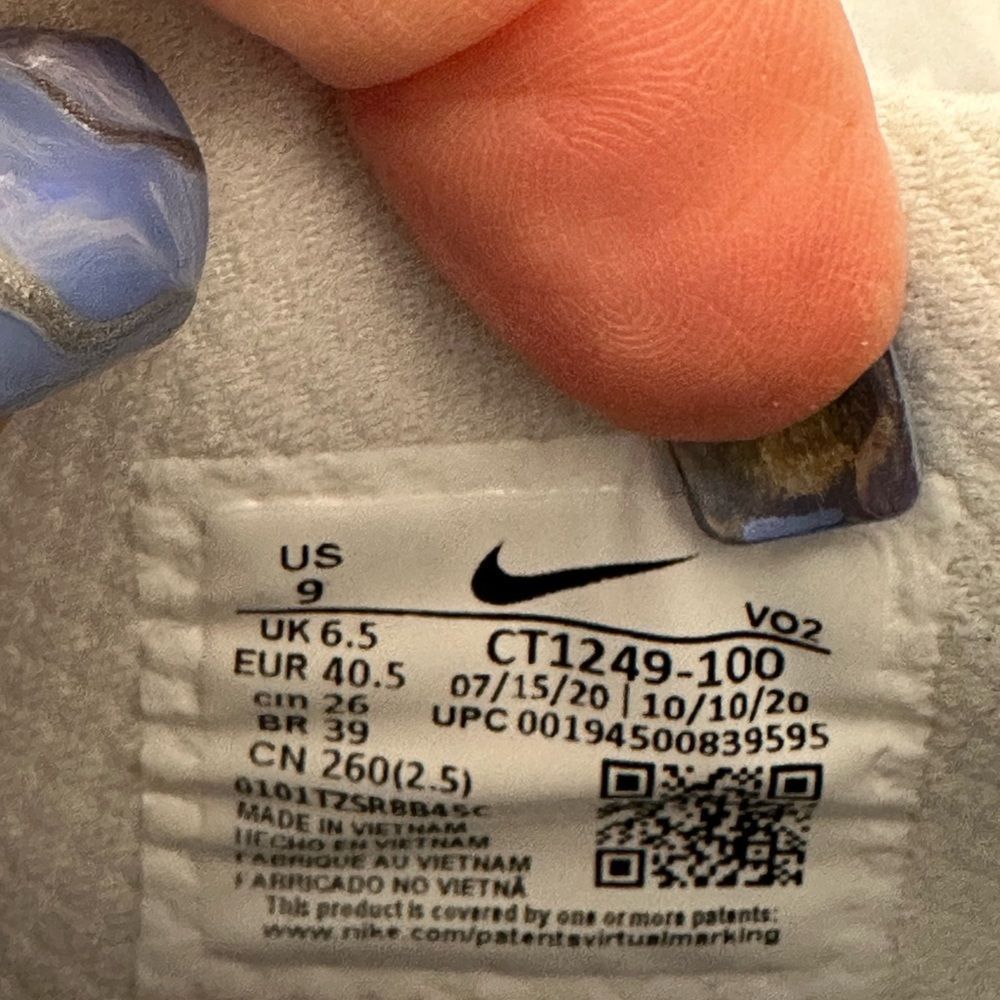 US
9
VO2
UK 6.5
EUR 40.5
cm 26
BR 39
CN 260(2.5)
CT1249-100
07/15/20 | 10/10/20
UPC 00194500839595
MADE IN VIETNAM
HECHO EN VIETNAM
FABRIQUE AU VIETNAM
FABRICADO NO VIETNÃ
This product is covered by one or more patents:
www.nike.com/patentsvirtualmarking